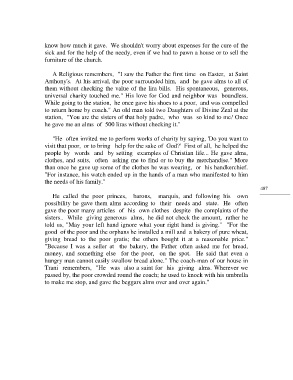 know how much it gave. We shouldn't worry about expenses for the cure of the
sick and for the help of the needy, even if we had to pawn a horse or to sell the
furniture of the church.
A Religious remembers, "I saw the Father the first time on Easter, at Saint
Anthony's. At his arrival, the poor surrounded him, and he gave alms to all of
them without checking the value of the lira bills. His spontaneous, generous,
universal charity touched me." His love for God and neighbor was boundless.
While going to the station, he once gave his shoes to a poor, and was compelled
to return home by coach." An old man told two Daughters of Divine Zeal at the
station, "You are the sisters of that holy padre, who was so kind to me! Once
he gave me an alms of 500 liras without checking it."
"He often invited me to perform works of charity by saying, 'Do you want to
visit that poor, or to bring help for the sake of God?' First of all, he helped the
people by words and by setting examples of Christian life... He gave alms,
clothes, and suits, often asking me to find or to buy the merchandise." More
than once he gave up some of the clothes he was wearing, or his handkerchief.
"For instance, his watch ended up in the hands of a man who manifested to him
the needs of his family."
487
He called the poor princes, barons, marquis, and following his own
possibility he gave them alms according to their needs and state. He often
gave the poor many articles of his own clothes despite the complaints of the
sisters.. While giving generous alms, he did not check the amount, rather he
told us, "May your left hand ignore what your right hand is giving." "For the
good of the poor and the orphans he installed a mill and a bakery of pure wheat,
giving bread to the poor gratis; the others bought it at a reasonable price."
"Because I was a seller at the bakery, the Father often asked me for bread,
money, and something else for the poor, on the spot. He said that even a
hungry man cannot easily swallow bread alone." The coach-man of our house in
Trani remembers, "He was also a saint for his giving alms. Wherever we
passed by, the poor crowded round the coach; he used to knock with his umbrella
to make me stop, and gave the beggars alms over and over again."